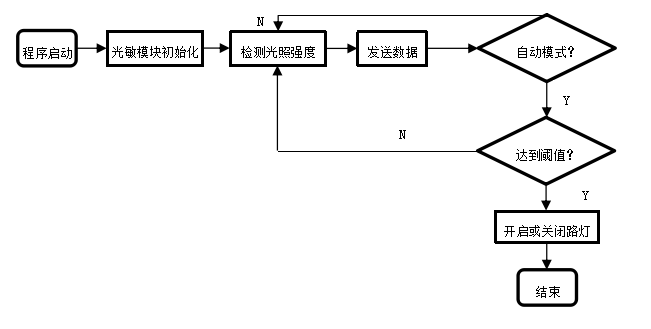 N
程序启动
光敏模块初始化
检测光照强度
发送数据
自动模式?
Y
N
达到阈值?
Y
开启或关闭路灯
结束